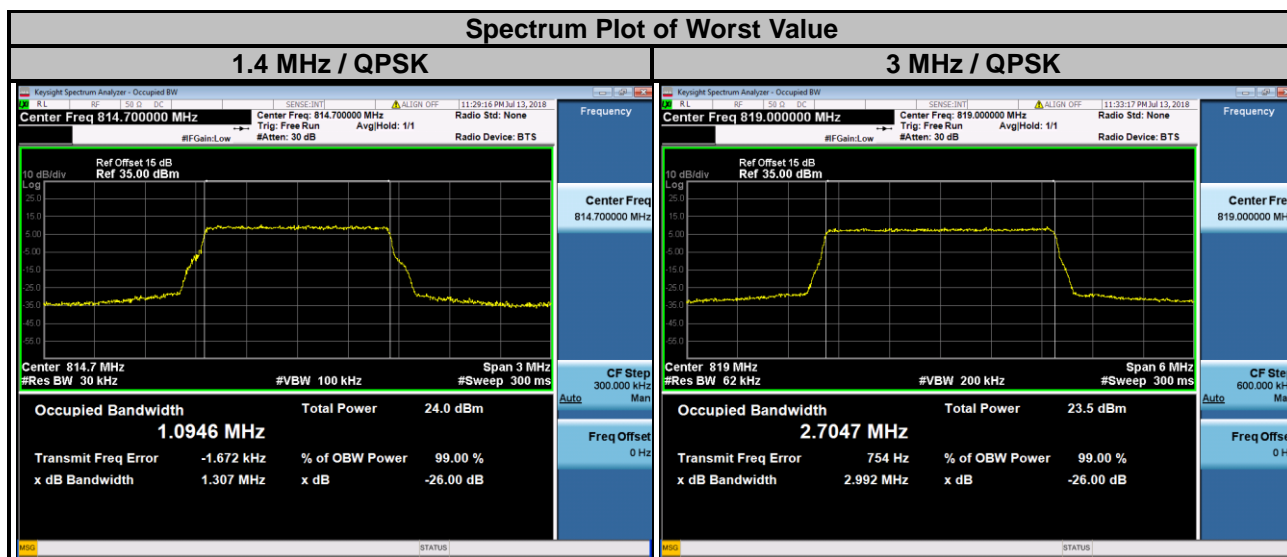 Spectrum Plot of Worst Value
1.4 MHz / QPSK
Keysight Spectrum Analyzer - Occupied BW
RL RF 50 Ω DC SENSE:INT ALIGN OFF 11:29:16 PM Jul 13, 2018
Center Freq 814.700000 MHz
Center Freq: 814.700000 MHz Radio Std: None
Trig: Free Run Avg|Hold: 1/1
#IFGain:Low #Atten: 30 dB Radio Device: BTS
Ref Offset 15 dB
10 dB/div Ref 35.00 dBm
Log
25.0
15.0
5.00
-5.00
-15.0
-25.0
-35.0
-45.0
-55.0
Center 814.7 MHz Span 3 MHz
#Res BW 30 kHz #VBW 100 kHz #Sweep 300 ms
Occupied Bandwidth Total Power 24.0 dBm
1.0946 MHz
Transmit Freq Error -1.672 kHz % of OBW Power 99.00 %
x dB Bandwidth 1.307 MHz x dB -26.00 dB
MSG STATUS
Frequency
Center Freq
814.700000 MHz
CF Step
300.000 kHz
Auto Man
Freq Offset
0 Hz
3 MHz / QPSK
Keysight Spectrum Analyzer - Occupied BW
RL RF 50 Ω DC SENSE:INT ALIGN OFF 11:33:17 PM Jul 13, 2018
Center Freq 819.000000 MHz
Center Freq: 819.000000 MHz Radio Std: None
Trig: Free Run Avg|Hold: 1/1
#IFGain:Low #Atten: 30 dB Radio Device: BTS
Ref Offset 15 dB
10 dB/div Ref 35.00 dBm
Log
25.0
15.0
5.00
-5.00
-15.0
-25.0
-35.0
-45.0
-55.0
Center 819 MHz Span 6 MHz
#Res BW 62 kHz #VBW 200 kHz #Sweep 300 ms
Occupied Bandwidth Total Power 23.5 dBm
2.7047 MHz
Transmit Freq Error 754 Hz % of OBW Power 99.00 %
x dB Bandwidth 2.992 MHz x dB -26.00 dB
MSG STATUS
Frequency
Center Fre
819.000000 MH
CF Ste
600.000 kH
Auto Ma
Freq Offse
0 H